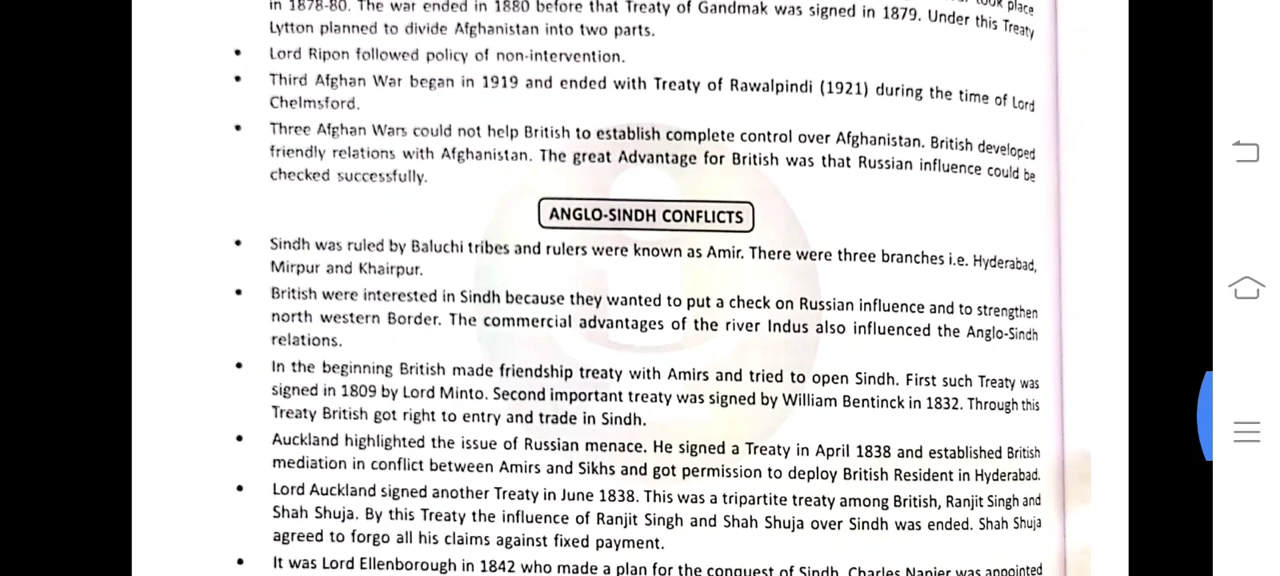 in 1878-80. The war ended in 1880 before that Treaty of Gandmak was signed in 1879. Under this Treaty
took place
Lytton planned to divide Afghanistan into two parts.
• Lord Ripon followed policy of non-intervention.
• Third Afghan War began in 1919 and ended with Treaty of Rawalpindi (1921) during the time of Lord
Chelmsford.
• Three Afghan Wars could not help British to establish complete control over Afghanistan. British developed
friendly relations with Afghanistan. The great Advantage for British was that Russian influence could be
checked successfully.
ANGLO-SINDH CONFLICTS
• Sindh was ruled by Baluchi tribes and rulers were known as Amir. There were three branches i.e. Hyderabad,
Mirpur and Khairpur.
• British were interested in Sindh because they wanted to put a check on Russian influence and to strengthen
north western Border. The commercial advantages of the river Indus also influenced the Anglo-Sindh
relations.
• In the beginning British made friendship treaty with Amirs and tried to open Sindh. First such Treaty was
signed in 1809 by Lord Minto. Second important treaty was signed by William Bentinck in 1832. Through this
Treaty British got right to entry and trade in Sindh.
• Auckland highlighted the issue of Russian menace. He signed a Treaty in April 1838 and established British
mediation in conflict between Amirs and Sikhs and got permission to deploy British Resident in Hyderabad.
• Lord Auckland signed another Treaty in June 1838. This was a tripartite treaty among British, Ranjit Singh and
Shah Shuja. By this Treaty the influence of Ranjit Singh and Shah Shuja over Sindh was ended. Shah Shuja
agreed to forgo all his claims against fixed payment.
• It was Lord Ellenborough in 1842 who made a plan for the conquest of Sindh. Charles Napier was appointed